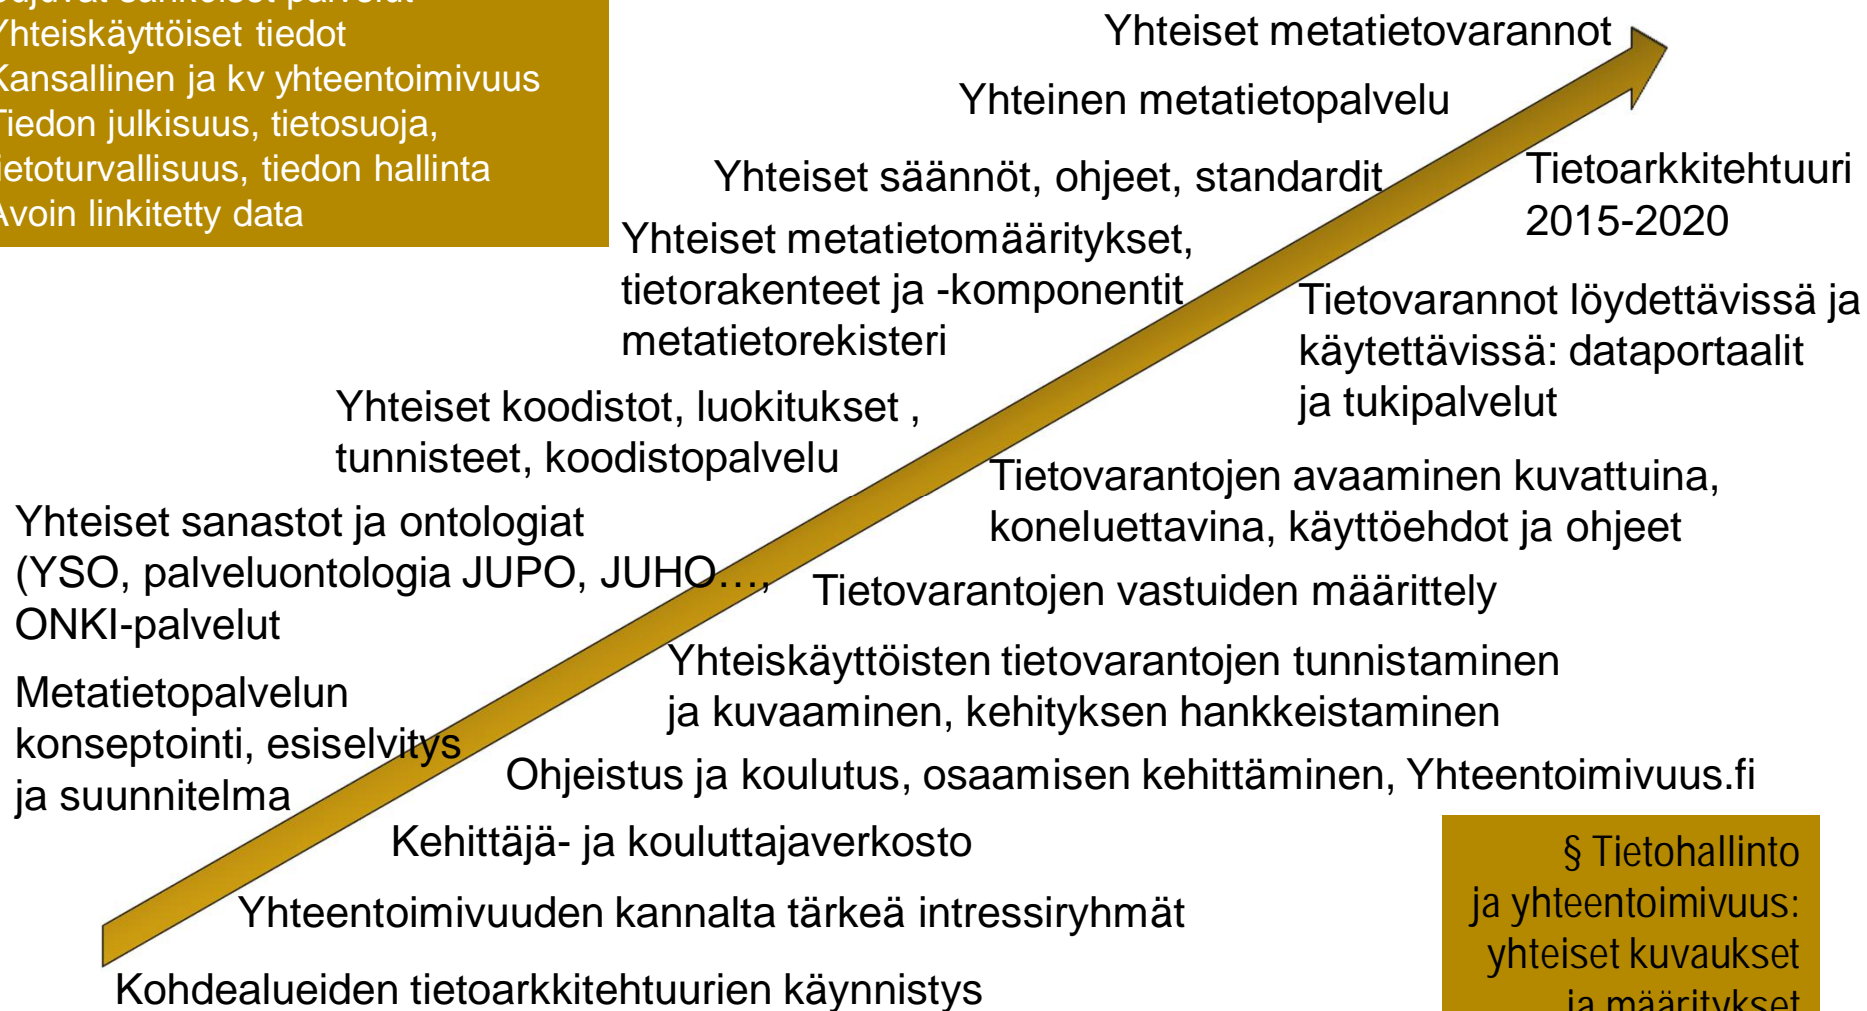 Yhteiskäyttöiset tiedot
Kansallinen ja kv yhteentoimivuus
Tiedon julkisuus, tietosuoja,
tietoturvallisuus, tiedon hallinta
Avoin linkitetty data
Yhteiset metatietovarannot
Yhteinen metatietopalvelu
Yhteiset säännöt, ohjeet, standardit
Tietoarkkitehtuuri
2015-2020
Yhteiset metatietomääritykset,
tietorakenteet ja -komponentit
metatietorekisteri
Tietovarannot löydettävissä ja
käytettävissä: dataportaalit
ja tukipalvelut
Yhteiset koodistot, luokitukset ,
tunnisteet, koodistopalvelu
Tietovarantojen avaaminen kuvattuina,
koneluettavina, käyttöehdot ja ohjeet
Yhteiset sanastot ja ontologiat
(YSO, palveluontologia JUPO, JUHO…,
ONKI-palvelut
Tietovarantojen vastuiden määrittely
Yhteiskäyttöisten tietovarantojen tunnistaminen
ja kuvaaminen, kehityksen hankkeistaminen
Metatietopalvelun
konseptointi, esiselvitys
ja suunnitelma
Ohjeistus ja koulutus, osaamisen kehittäminen, Yhteentoimivuus.fi
Kehittäjä- ja kouluttajaverkosto
Yhteentoimivuuden kannalta tärkeä intressiryhmät
Kohdealueiden tietoarkkitehtuurien käynnistys
§ Tietohallinto
ja yhteentoimivuus:
yhteiset kuvaukset
ja määritykset